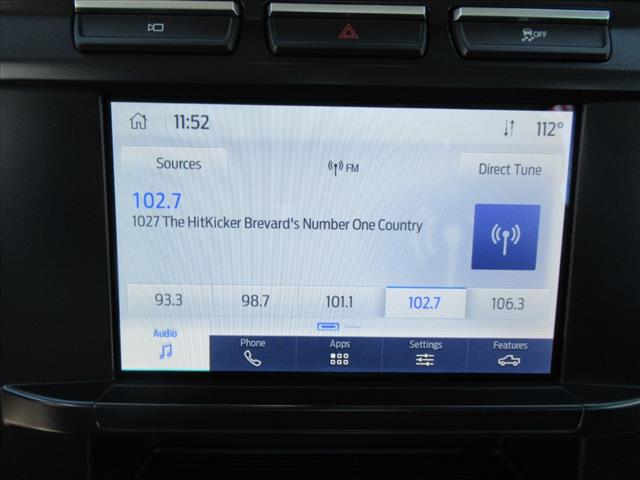 OFF
11:52
112°
Sources
FM
Direct Tune
102.7
1027 The HitKicker Brevard's Number One Country
93.3
98.7
101.1
102.7
106.3
Audio
Phone
Apps
Settings
Features